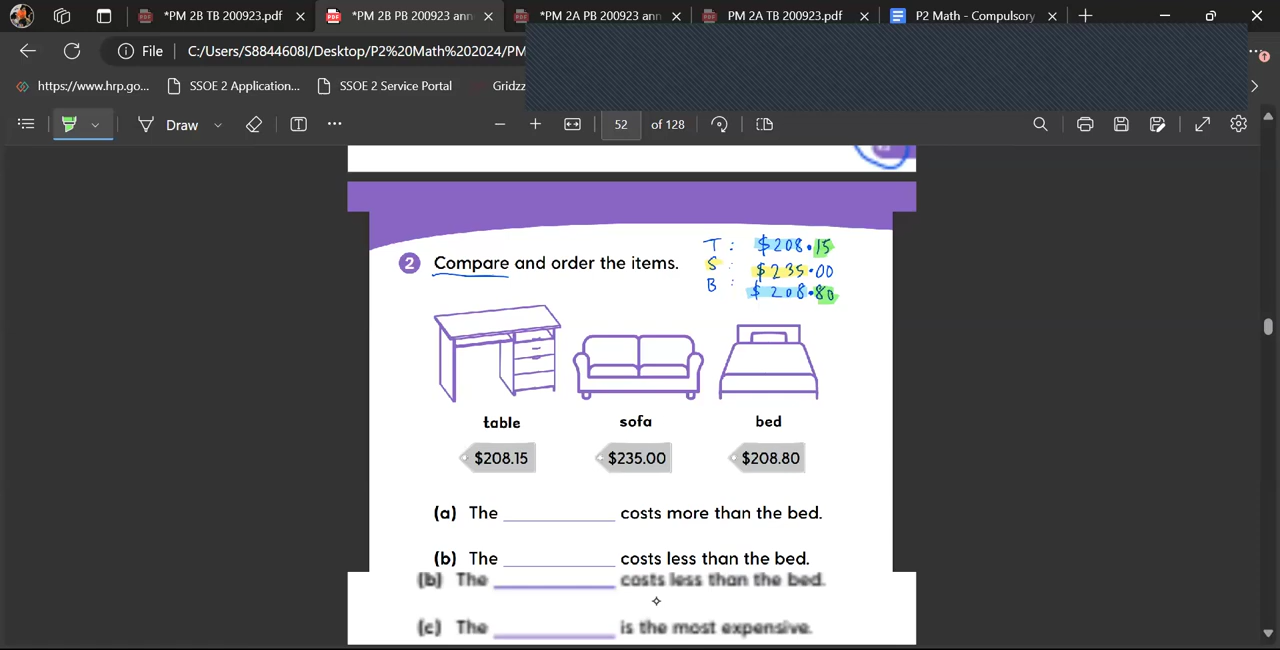 *PM 2B TB 200923.pdf
*PM 2B PB 200923 ann
*PM 2A PB 200923 ann
PM 2A TB 200923.pdf
P2 Math - Compulsory
File C:/Users/S8844608I/Desktop/P2%20Math%202024/PM
https://www.hrp.go...
SSOE 2 Application...
SSOE 2 Service Portal
Gridzz
Draw
52 of 128
T : $208.15
2 Compare and order the items.
S : $235.00
B : $208.80
table sofa bed
$208.15 $235.00 $208.80
(a) The ____________ costs more than the bed.
(b) The ____________ costs less than the bed.
(b) The ____________ costs less than the bed.
(c) The ____________ is the most expensive.